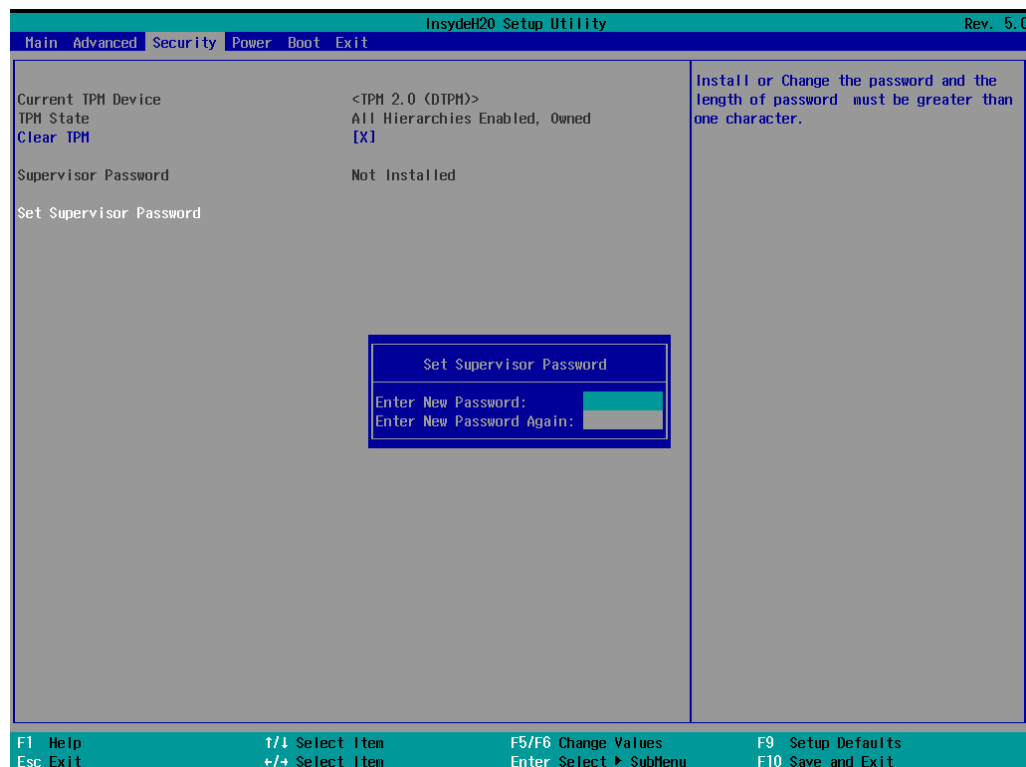 InsydeH20 Setup Utility Rev. 5.0
Main Advanced Security Power Boot Exit
Current TPM Device <TPM 2.0 (DTPM)>
TPM State All Hierarchies Enabled, Owned
Clear TPM [X]
Supervisor Password Not Installed
Set Supervisor Password
Install or Change the password and the
length of password must be greater than
one character.
Set Supervisor Password
Enter New Password:
Enter New Password Again:
F1 Help ↑/↓ Select Item F5/F6 Change Values F9 Setup Defaults
Esc Exit ←/→ Select Item Enter Select ▶ SubMenu F10 Save and Exit